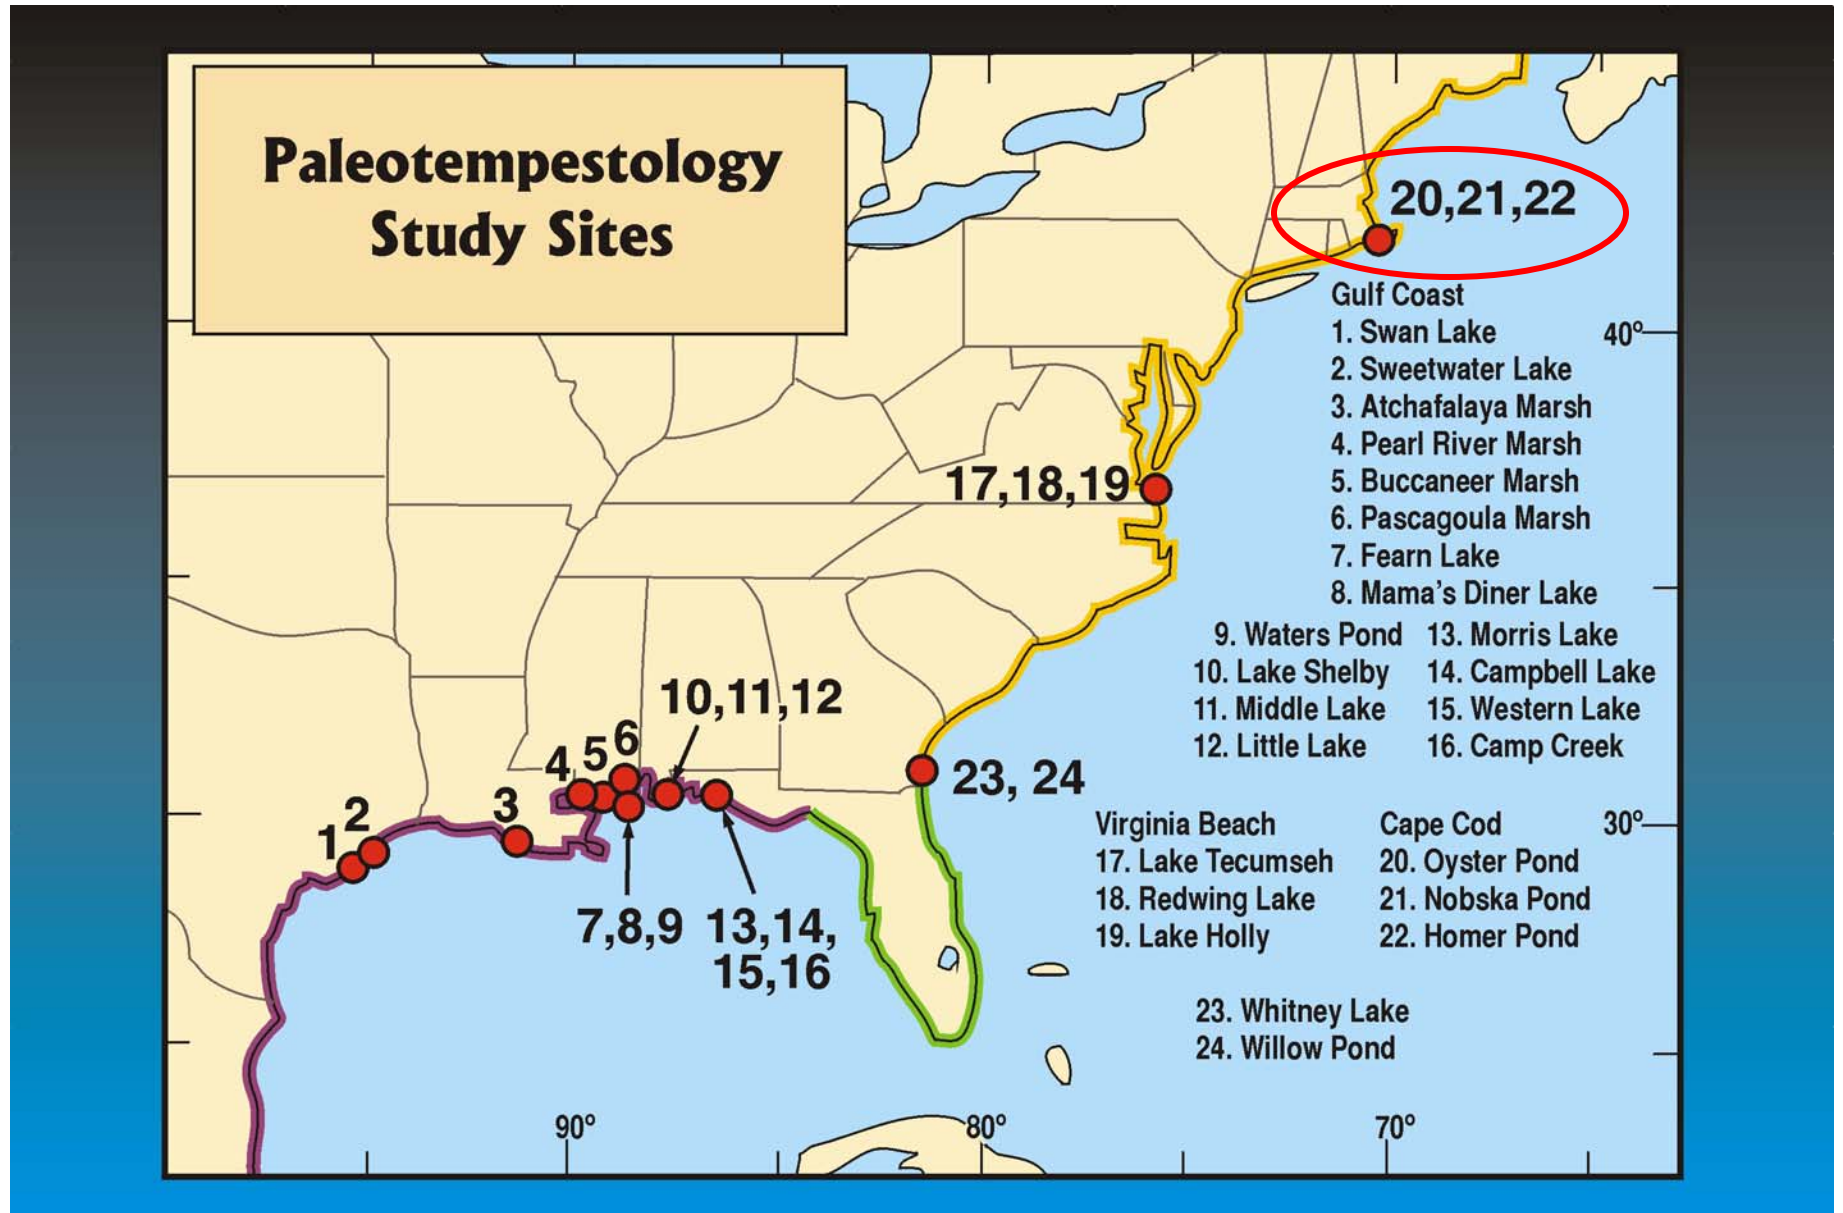 Paleotempestology
Study Sites
20,21,22
Gulf Coast
1. Swan Lake
40º
2. Sweetwater Lake
3. Atchafalaya Marsh
4. Pearl River Marsh
17,18,19
5. Buccaneer Marsh
6. Pascagoula Marsh
7. Fearn Lake
8. Mama's Diner Lake
9. Waters Pond
13. Morris Lake
10. Lake Shelby
14. Campbell Lake
11. Middle Lake
15. Western Lake
12. Little Lake
16. Camp Creek
10,11,12
6
5
4
3
2
1
23, 24
7,8,9
13,14,
15,16
Virginia Beach
17. Lake Tecumseh
18. Redwing Lake
19. Lake Holly
Cape Cod
30º
20. Oyster Pond
21. Nobska Pond
22. Homer Pond
23. Whitney Lake
24. Willow Pond
90º
80º
70º